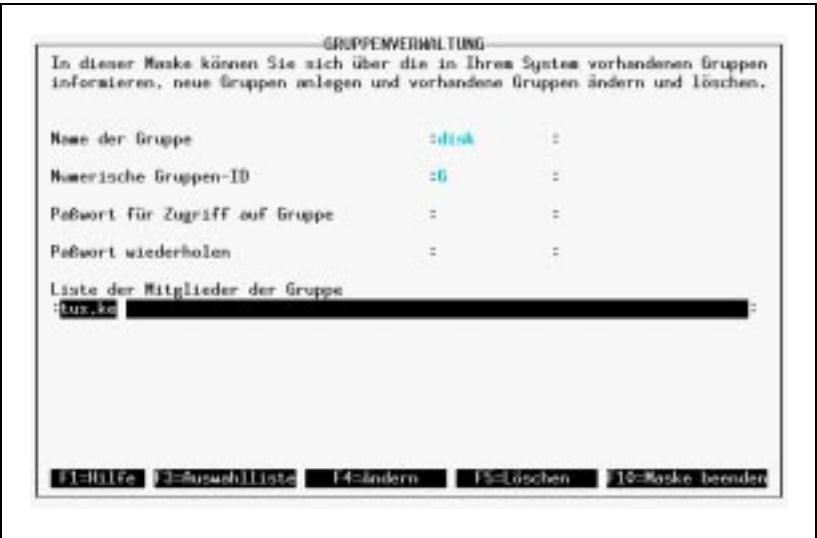 GRUPPENVERWALTUNG
In dieser Maske können Sie sich über die in Ihrem System vorhandenen Gruppen
informieren, neue Gruppen anlegen und vorhandene Gruppen ändern und löschen.
Name der Gruppe :disk :
Numerische Gruppen-ID :6 :
Paßwort für Zugriff auf Gruppe : :
Paßwort wiederholen : :
Liste der Mitglieder der Gruppe
:tux,ke :
F1=Hilfe F3=Auswahlliste F4=ändern F5=Löschen F10=Maske beenden